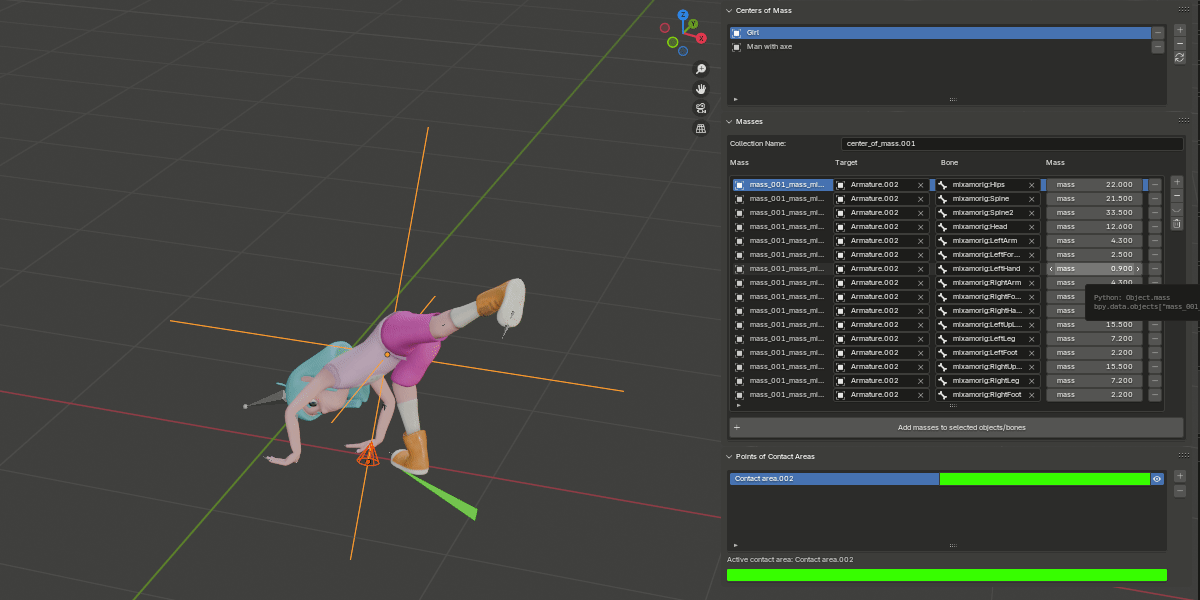 Centers of Mass
Girl
Man with axe
Masses
Collection Name: center_of_mass.001
Mass Target Bone Mass
mass_001_mass_mi... Armature.002 mixamorig:Hips mass 22.000
mass_001_mass_mi... Armature.002 mixamorig:Spine mass 21.500
mass_001_mass_mi... Armature.002 mixamorig:Spine2 mass 33.500
mass_001_mass_mi... Armature.002 mixamorig:Head mass 12.600
mass_001_mass_mi... Armature.002 mixamorig:LeftArm mass 4.300
mass_001_mass_mi... Armature.002 mixamorig:LeftFor... mass 2.500
mass_001_mass_mi... Armature.002 mixamorig:LeftHand mass 0.900
mass_001_mass_mi... Armature.002 mixamorig:RightArm mass 4.300
mass_001_mass_mi... Armature.002 mixamorig:RightFo...
mass_001_mass_mi... Armature.002 mixamorig:RightHa...
Python: Object.mass
bpy.data.objects["mass_001
mass_001_mass_mi... Armature.002 mixamorig:LeftUpL... mass 15.500
mass_001_mass_mi... Armature.002 mixamorig:LeftLeg mass 7.200
mass_001_mass_mi... Armature.002 mixamorig:LeftFoot mass 2.200
mass_001_mass_mi... Armature.002 mixamorig:RightUp... mass 15.500
mass_001_mass_mi... Armature.002 mixamorig:RightLeg mass 7.200
mass_001_mass_mi... Armature.002 mixamorig:RightFoot mass 2.200
Add masses to selected objects/bones
Points of Contact Areas
Contact area.002
Active contact area: Contact area.002
Z
Y
X